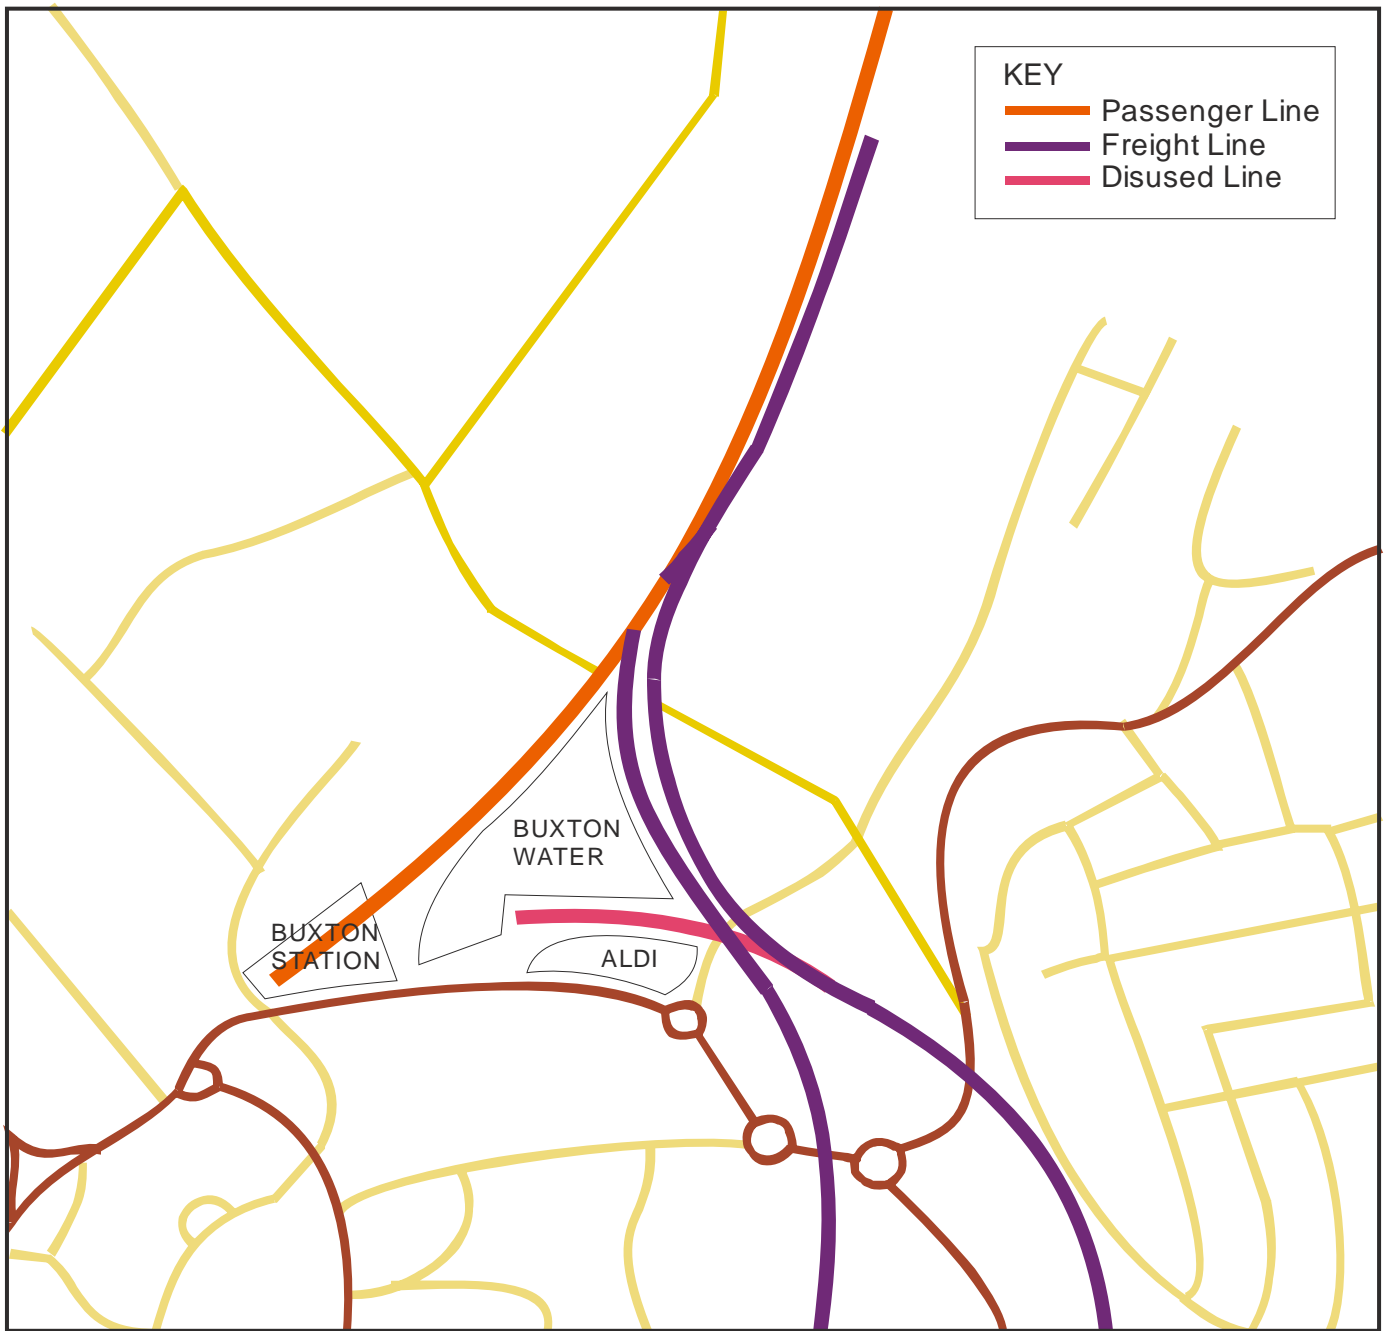 KEY
Passenger Line
Freight Line
Disused Line
BUXTON
WATER
BUXTON
STATION
ALDI